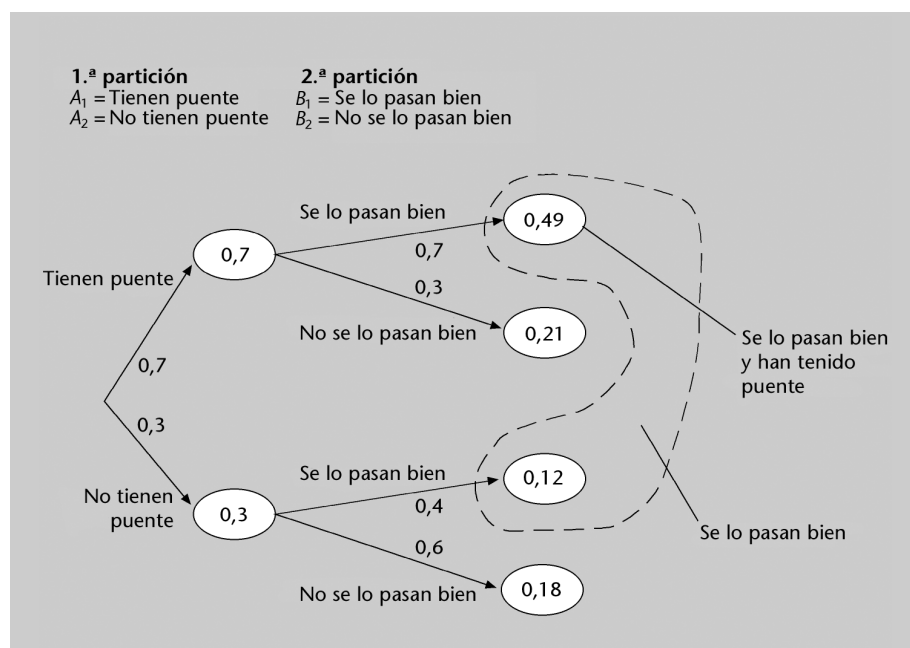 1.ª partición
A1 = Tienen puente
A2 = No tienen puente
2.ª partición
B1 = Se lo pasan bien
B2 = No se lo pasan bien
Se lo pasan bien
0,49
0,7
0,7
0,3
Tienen puente
No se lo pasan bien
0,21
Se lo pasan bien
y han tenido
puente
0,7
0,3
Se lo pasan bien
0,12
No tienen
puente
0,3
0,4
Se lo pasan bien
0,6
No se lo pasan bien
0,18